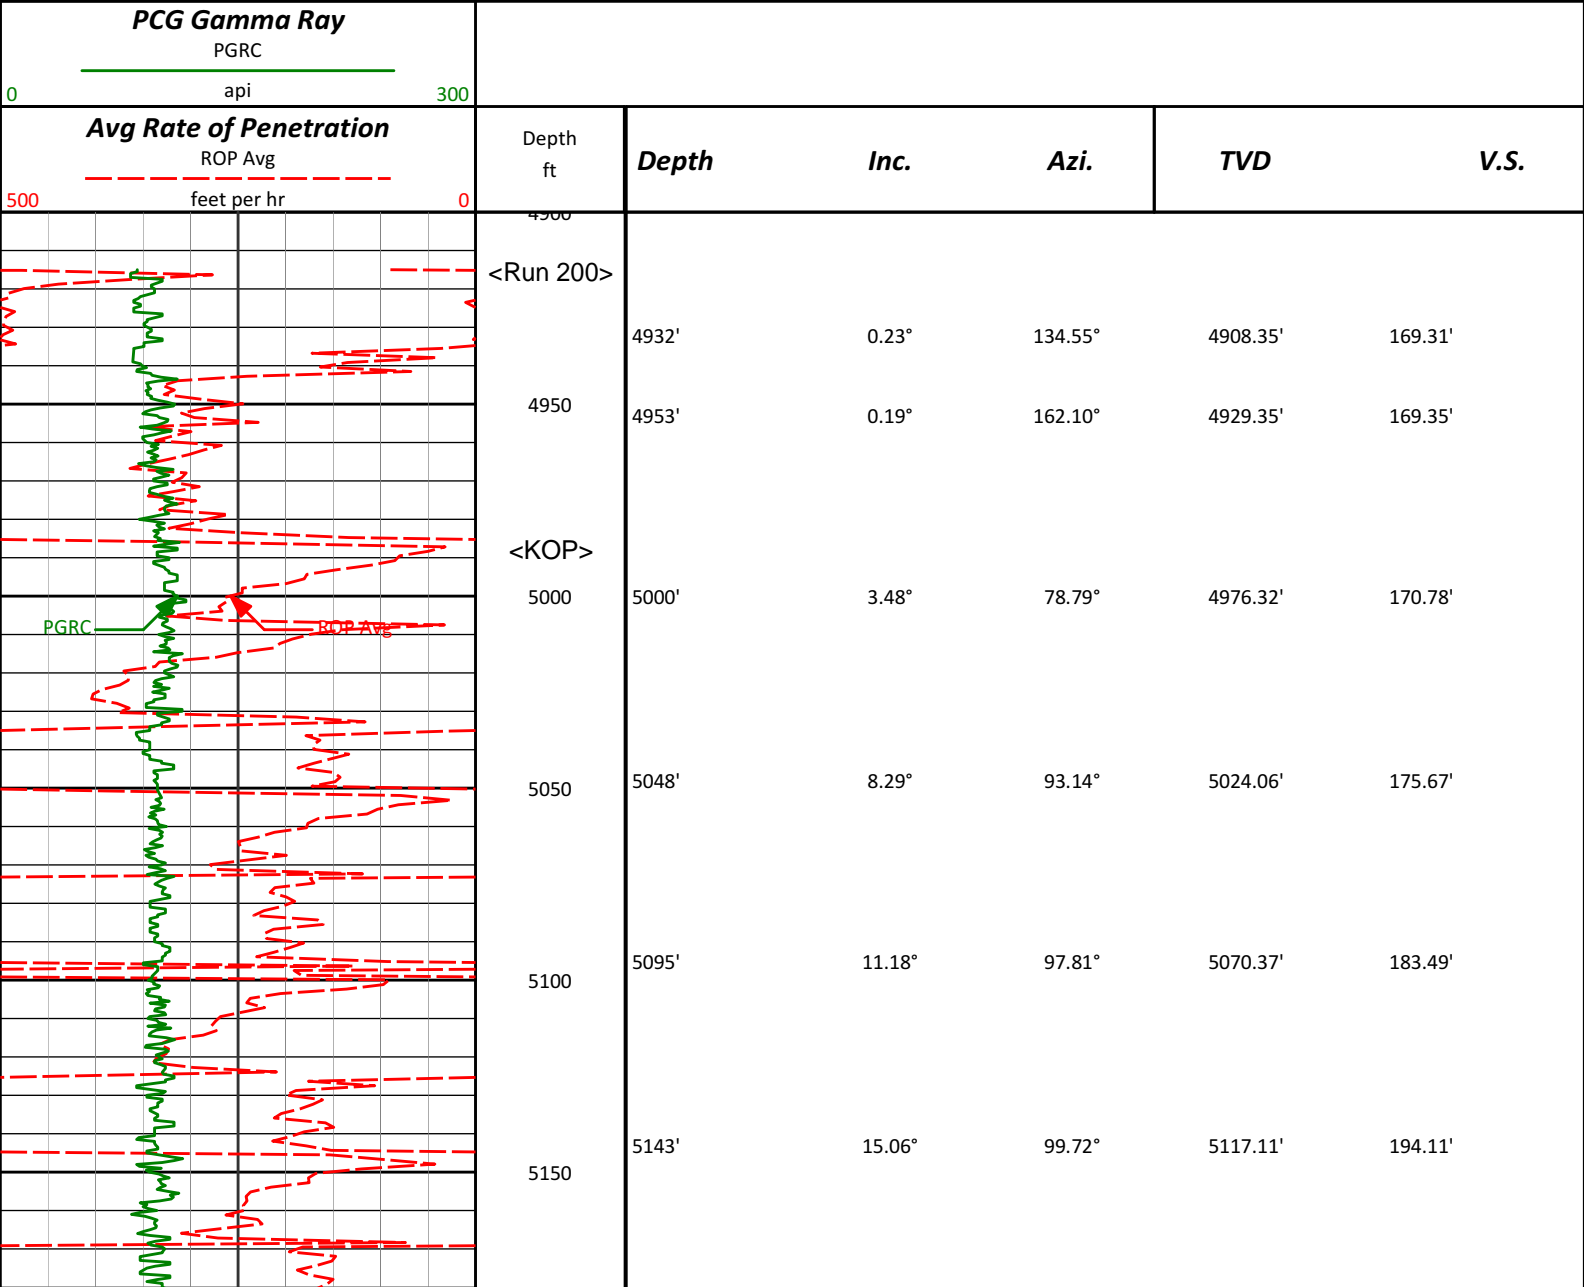 PCG Gamma Ray
PGRC
0 api 300
Avg Rate of Penetration
ROP Avg
500 feet per hr 0
Depth
ft
Depth Inc. Azi. TVD V.S.
4900
<Run 200>
4932' 0.23° 134.55° 4908.35' 169.31'
4950
4953' 0.19° 162.10° 4929.35' 169.35'
<KOP>
5000
5000' 3.48° 78.79° 4976.32' 170.78'
PGRC ROP Avg
5050
5048' 8.29° 93.14° 5024.06' 175.67'
5095' 11.18° 97.81° 5070.37' 183.49'
5100
5143' 15.06° 99.72° 5117.11' 194.11'
5150